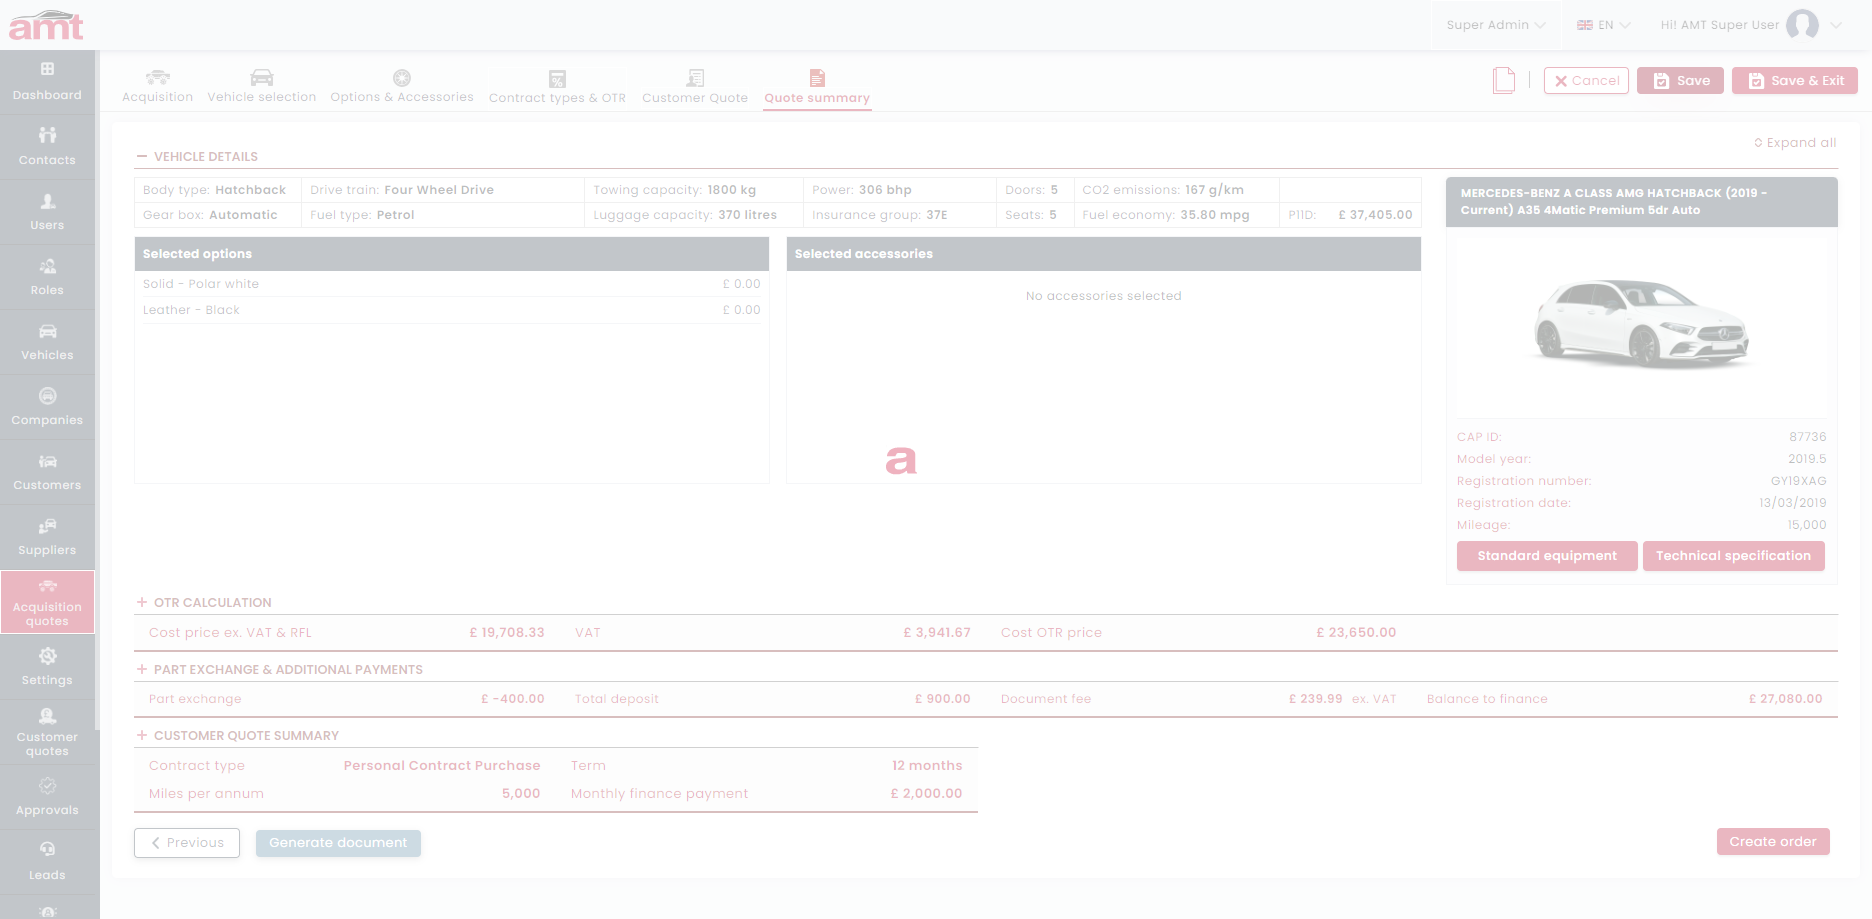 amt
Super Admin
EN
Hi! AMT Super User
Dashboard
Contacts
Users
Roles
Vehicles
Companies
Customers
Suppliers
Acquisition
quotes
Settings
Customer
quotes
Approvals
Leads
Acquisition
Vehicle selection
Options & Accessories
Contract types & OTR
Customer Quote
Quote summary
Cancel
Save
Save & Exit
Expand all
VEHICLE DETAILS
Body type: Hatchback
Drive train: Four Wheel Drive
Towing capacity: 1800 kg
Power: 306 bhp
Doors: 5
CO2 emissions: 167 g/km
Gear box: Automatic
Fuel type: Petrol
Luggage capacity: 370 litres
Insurance group: 37E
Seats: 5
Fuel economy: 35.80 mpg
P11D: £ 37,405.00
Selected options
Solid - Polar white £ 0.00
Leather - Black £ 0.00
Selected accessories
No accessories selected
a
MERCEDES-BENZ A CLASS AMG HATCHBACK (2019 -
Current) A35 4Matic Premium 5dr Auto
CAP ID: 87736
Model year: 2019.5
Registration number: GY19XAG
Registration date: 13/03/2019
Mileage: 15,000
Standard equipment
Technical specification
OTR CALCULATION
Cost price ex. VAT & RFL £ 19,708.33 VAT £ 3,941.67 Cost OTR price £ 23,650.00
PART EXCHANGE & ADDITIONAL PAYMENTS
Part exchange £ -400.00 Total deposit £ 900.00 Document fee £ 239.99 ex. VAT Balance to finance £ 27,080.00
CUSTOMER QUOTE SUMMARY
Contract type Personal Contract Purchase Term 12 months
Miles per annum 5,000 Monthly finance payment £ 2,000.00
Previous
Generate document
Create order